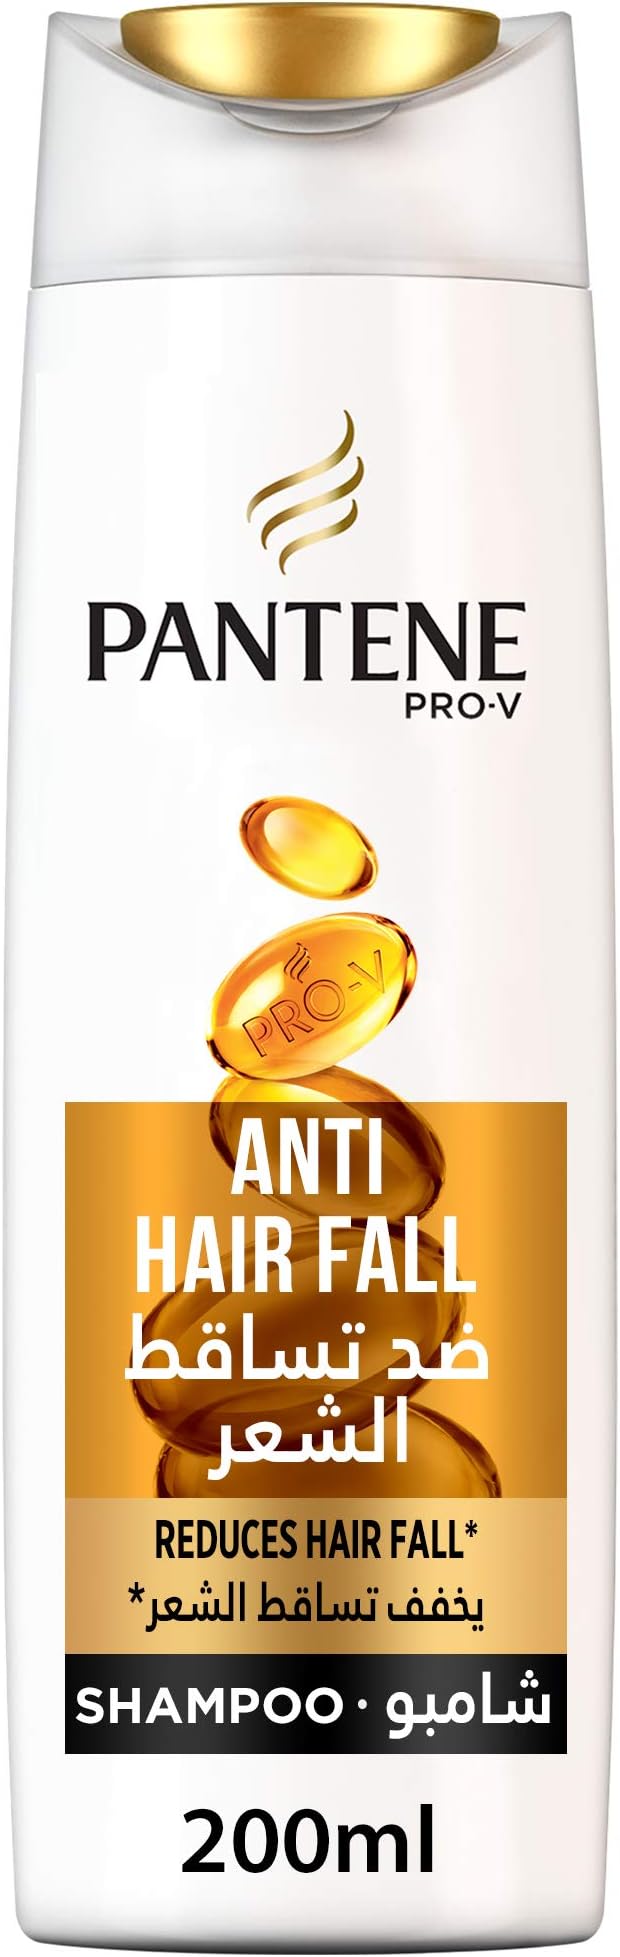 PANTENE
PRO-V
PRO-V
ANTI
HAIR FALL
ضد تساقط
الشعر
REDUCES HAIR FALL*
يخفف تساقط الشعر*
SHAMPOO · شامبو
200ml